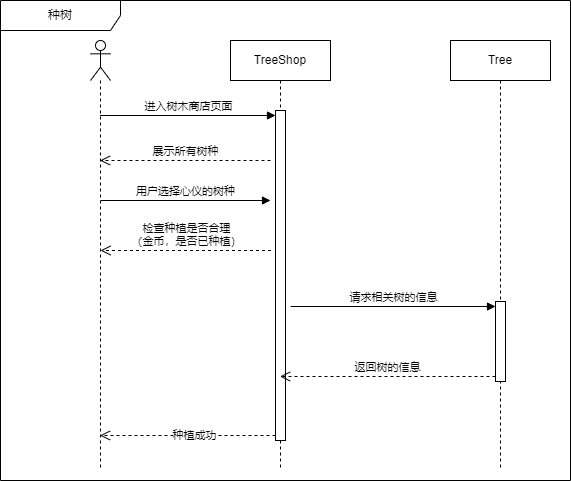 种树
TreeShop
Tree
进入树木商店页面
展示所有树种
用户选择心仪的树种
检查种植是否合理
（金币，是否已种植）
请求相关树的信息
返回树的信息
种植成功